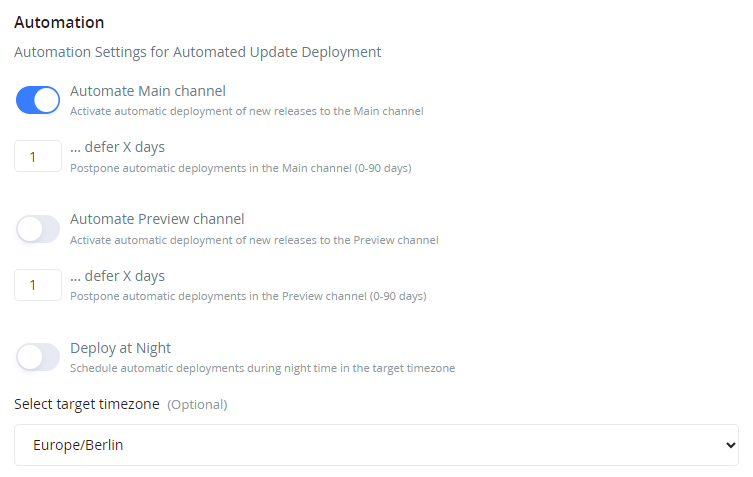 Automation
Automation Settings for Automated Update Deployment
Automate Main channel
Activate automatic deployment of new releases to the Main channel
1
... defer X days
Postpone automatic deployments in the Main channel (0-90 days)
Automate Preview channel
Activate automatic deployment of new releases to the Preview channel
1
... defer X days
Postpone automatic deployments in the Preview channel (0-90 days)
Deploy at Night
Schedule automatic deployments during night time in the target timezone
Select target timezone (Optional)
Europe/Berlin